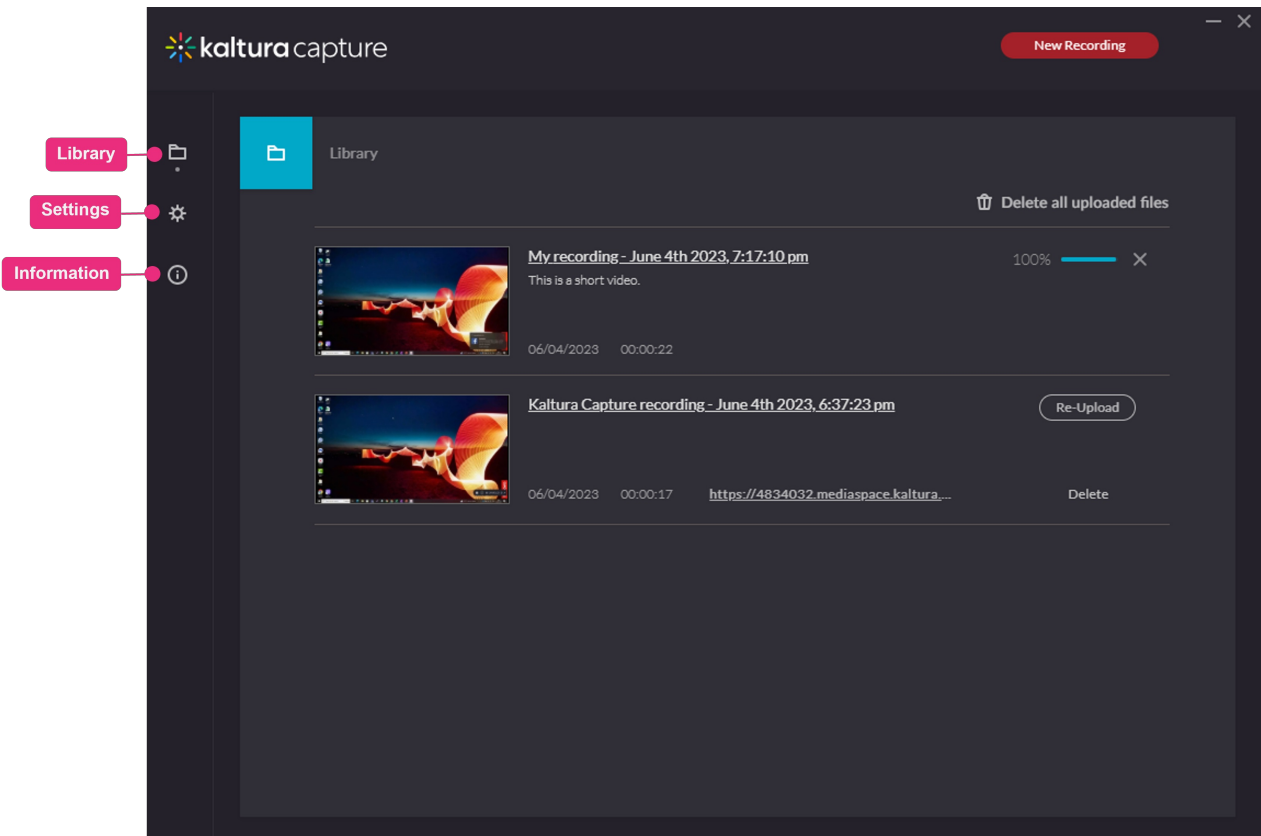 kaltura capture
New Recording
Library
Settings
Information
Library
Delete all uploaded files
My recording - June 4th 2023, 7:17:10 pm
100%
This is a short video.
06/04/2023 00:00:22
Kaltura Capture recording - June 4th 2023, 6:37:23 pm
Re-Upload
06/04/2023 00:00:17 https://4834032.mediaspace.kaltura.... Delete